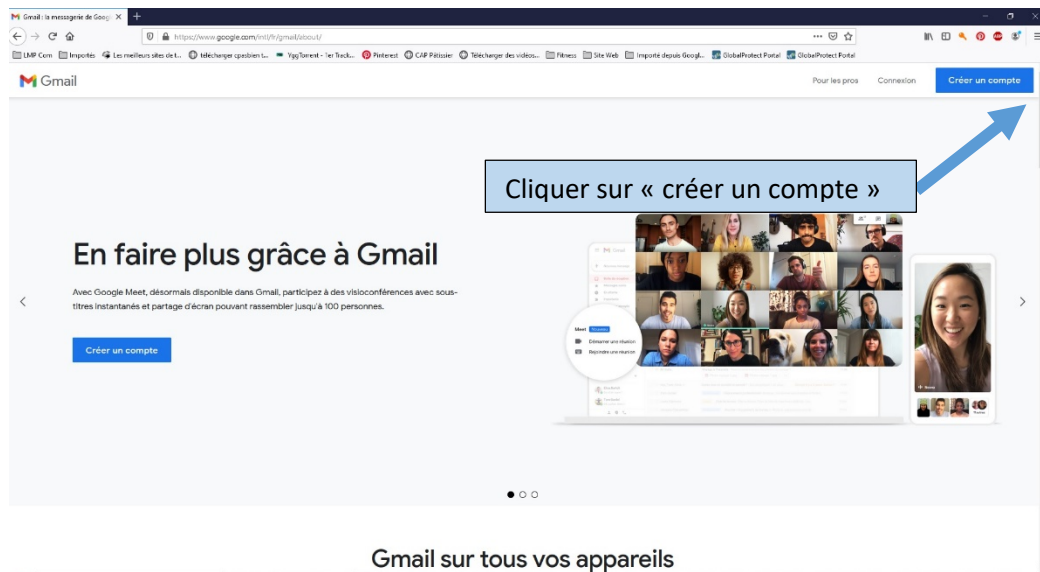 Gmail : la messagerie de Goog
https://www.google.com/intl/fr/gmail/about/
LMP Com Importés Les meilleurs sites de t... télécharger cpasbien t... YggTorrent - 1er Track... Pinterest CAP Pâtissier Télécharger des vidéos... Fitness Site Web Importé depuis Googl... GlobalProtect Portal GlobalProtect Portal
Gmail
Pour les pros Connexion Créer un compte
Cliquer sur « créer un compte »
En faire plus grâce à Gmail
Avec Google Meet, désormais disponible dans Gmail, participez à des visioconférences avec sous-
titres instantanés et partage d'écran pouvant rassembler jusqu'à 100 personnes.
Créer un compte
Gmail
Meet
Démarrer une réunion
Rejoindre une réunion
Gmail sur tous vos appareils